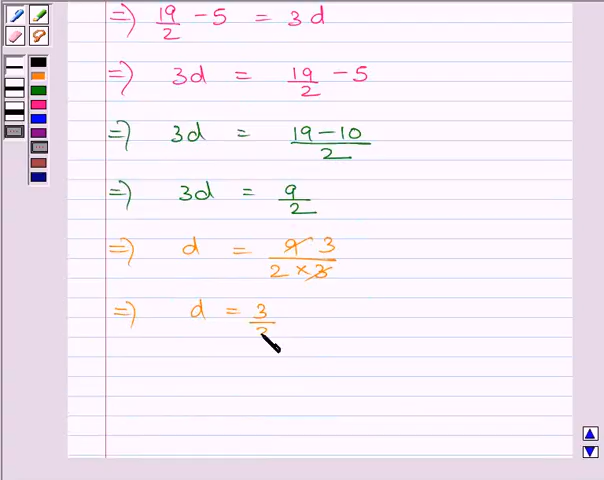 ⇒ 19/2 - 5 = 3d
⇒ 3d = 19/2 - 5
⇒ 3d = (19 - 10)/2
⇒ 3d = 9/2
⇒ d = 9 3/(2 × 3)
⇒ d = 3/